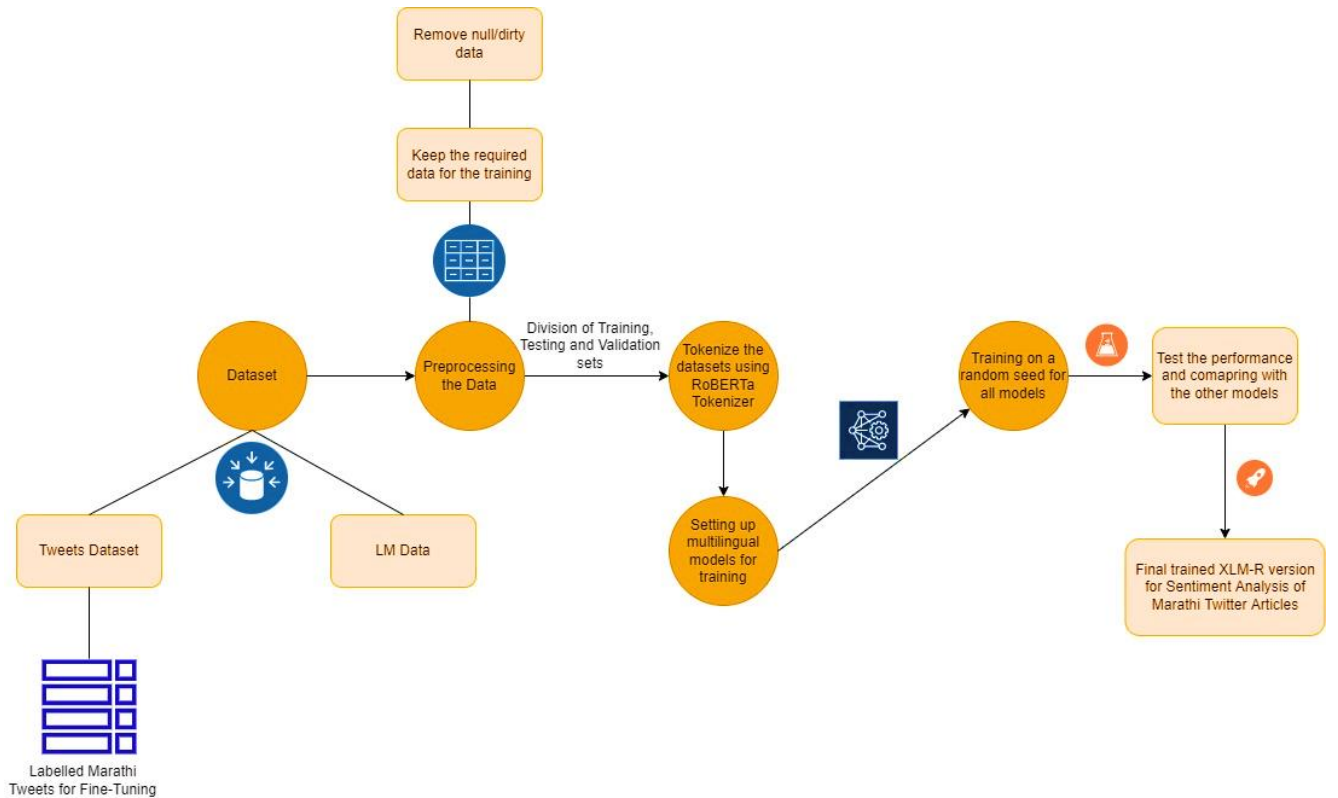 Remove null/dirty
data
Keep the required
data for the training
Division of Training,
Testing and Validation
sets
Dataset
Preprocessing
the Data
Tokenize the
datasets using
RoBERTa
Tokenizer
Training on a
random seed for
all models
Test the performance
and comapring with
the other models
Tweets Dataset
LM Data
Setting up
multilingual
models for
training
Final trained XLM-R version
for Sentiment Analysis of
Marathi Twitter Articles
Labelled Marathi
Tweets for Fine-Tuning